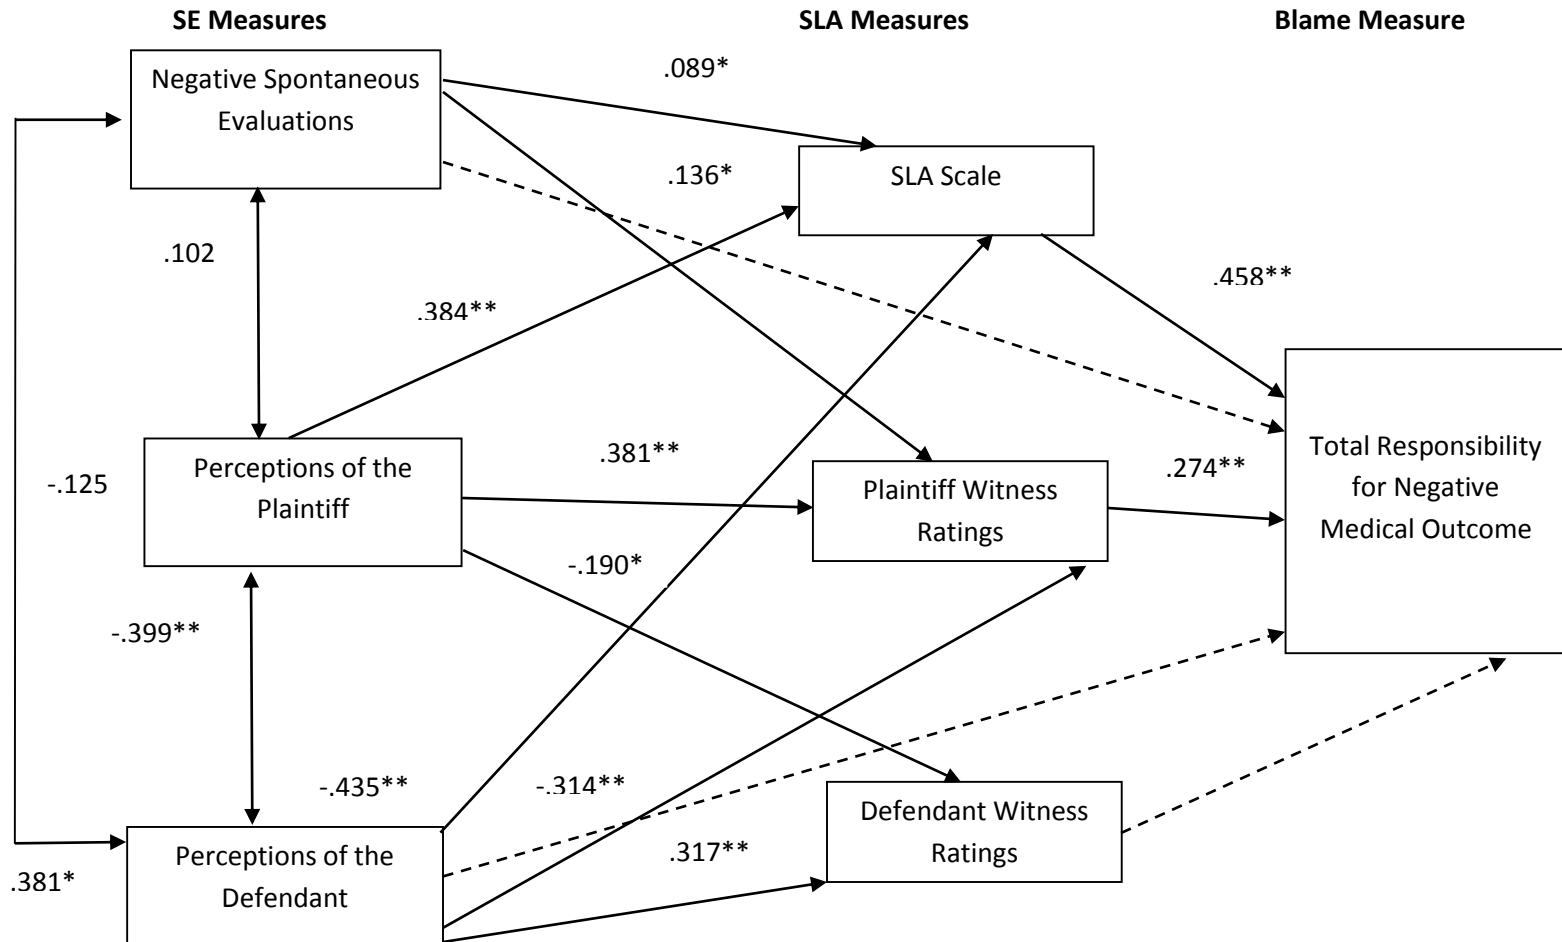 SE Measures
SLA Measures
Blame Measure
Negative Spontaneous
Evaluations
.089*
SLA Scale
.136*
.102
.384**
.458**
Perceptions of the
Plaintiff
-.125
.381**
Plaintiff Witness
Ratings
.274**
Total Responsibility
for Negative
Medical Outcome
-.190*
-.399**
-.435**
-.314**
Defendant Witness
Ratings
Perceptions of the
Defendant
.317**
.381*